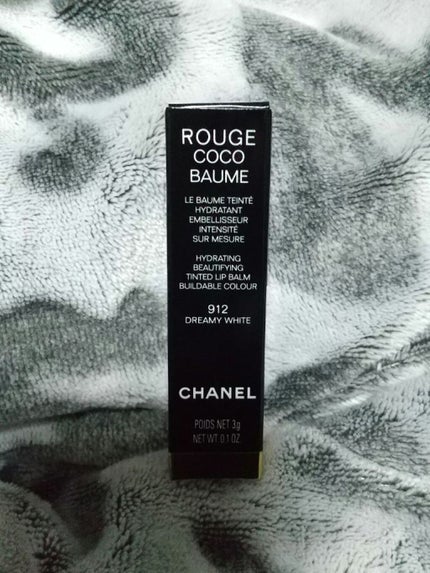 ROUGE
COCO
BAUME
LE BAUME TEINTÉ
HYDRATANT
EMBELLISSEUR
INTENSITÉ
SUR MESURE
HYDRATING
BEAUTIFYING
TINTED LIP BALM
BUILDABLE COLOUR
912
DREAMY WHITE
CHANEL
POIDS NET 3g
NET WT. 0.1 OZ.